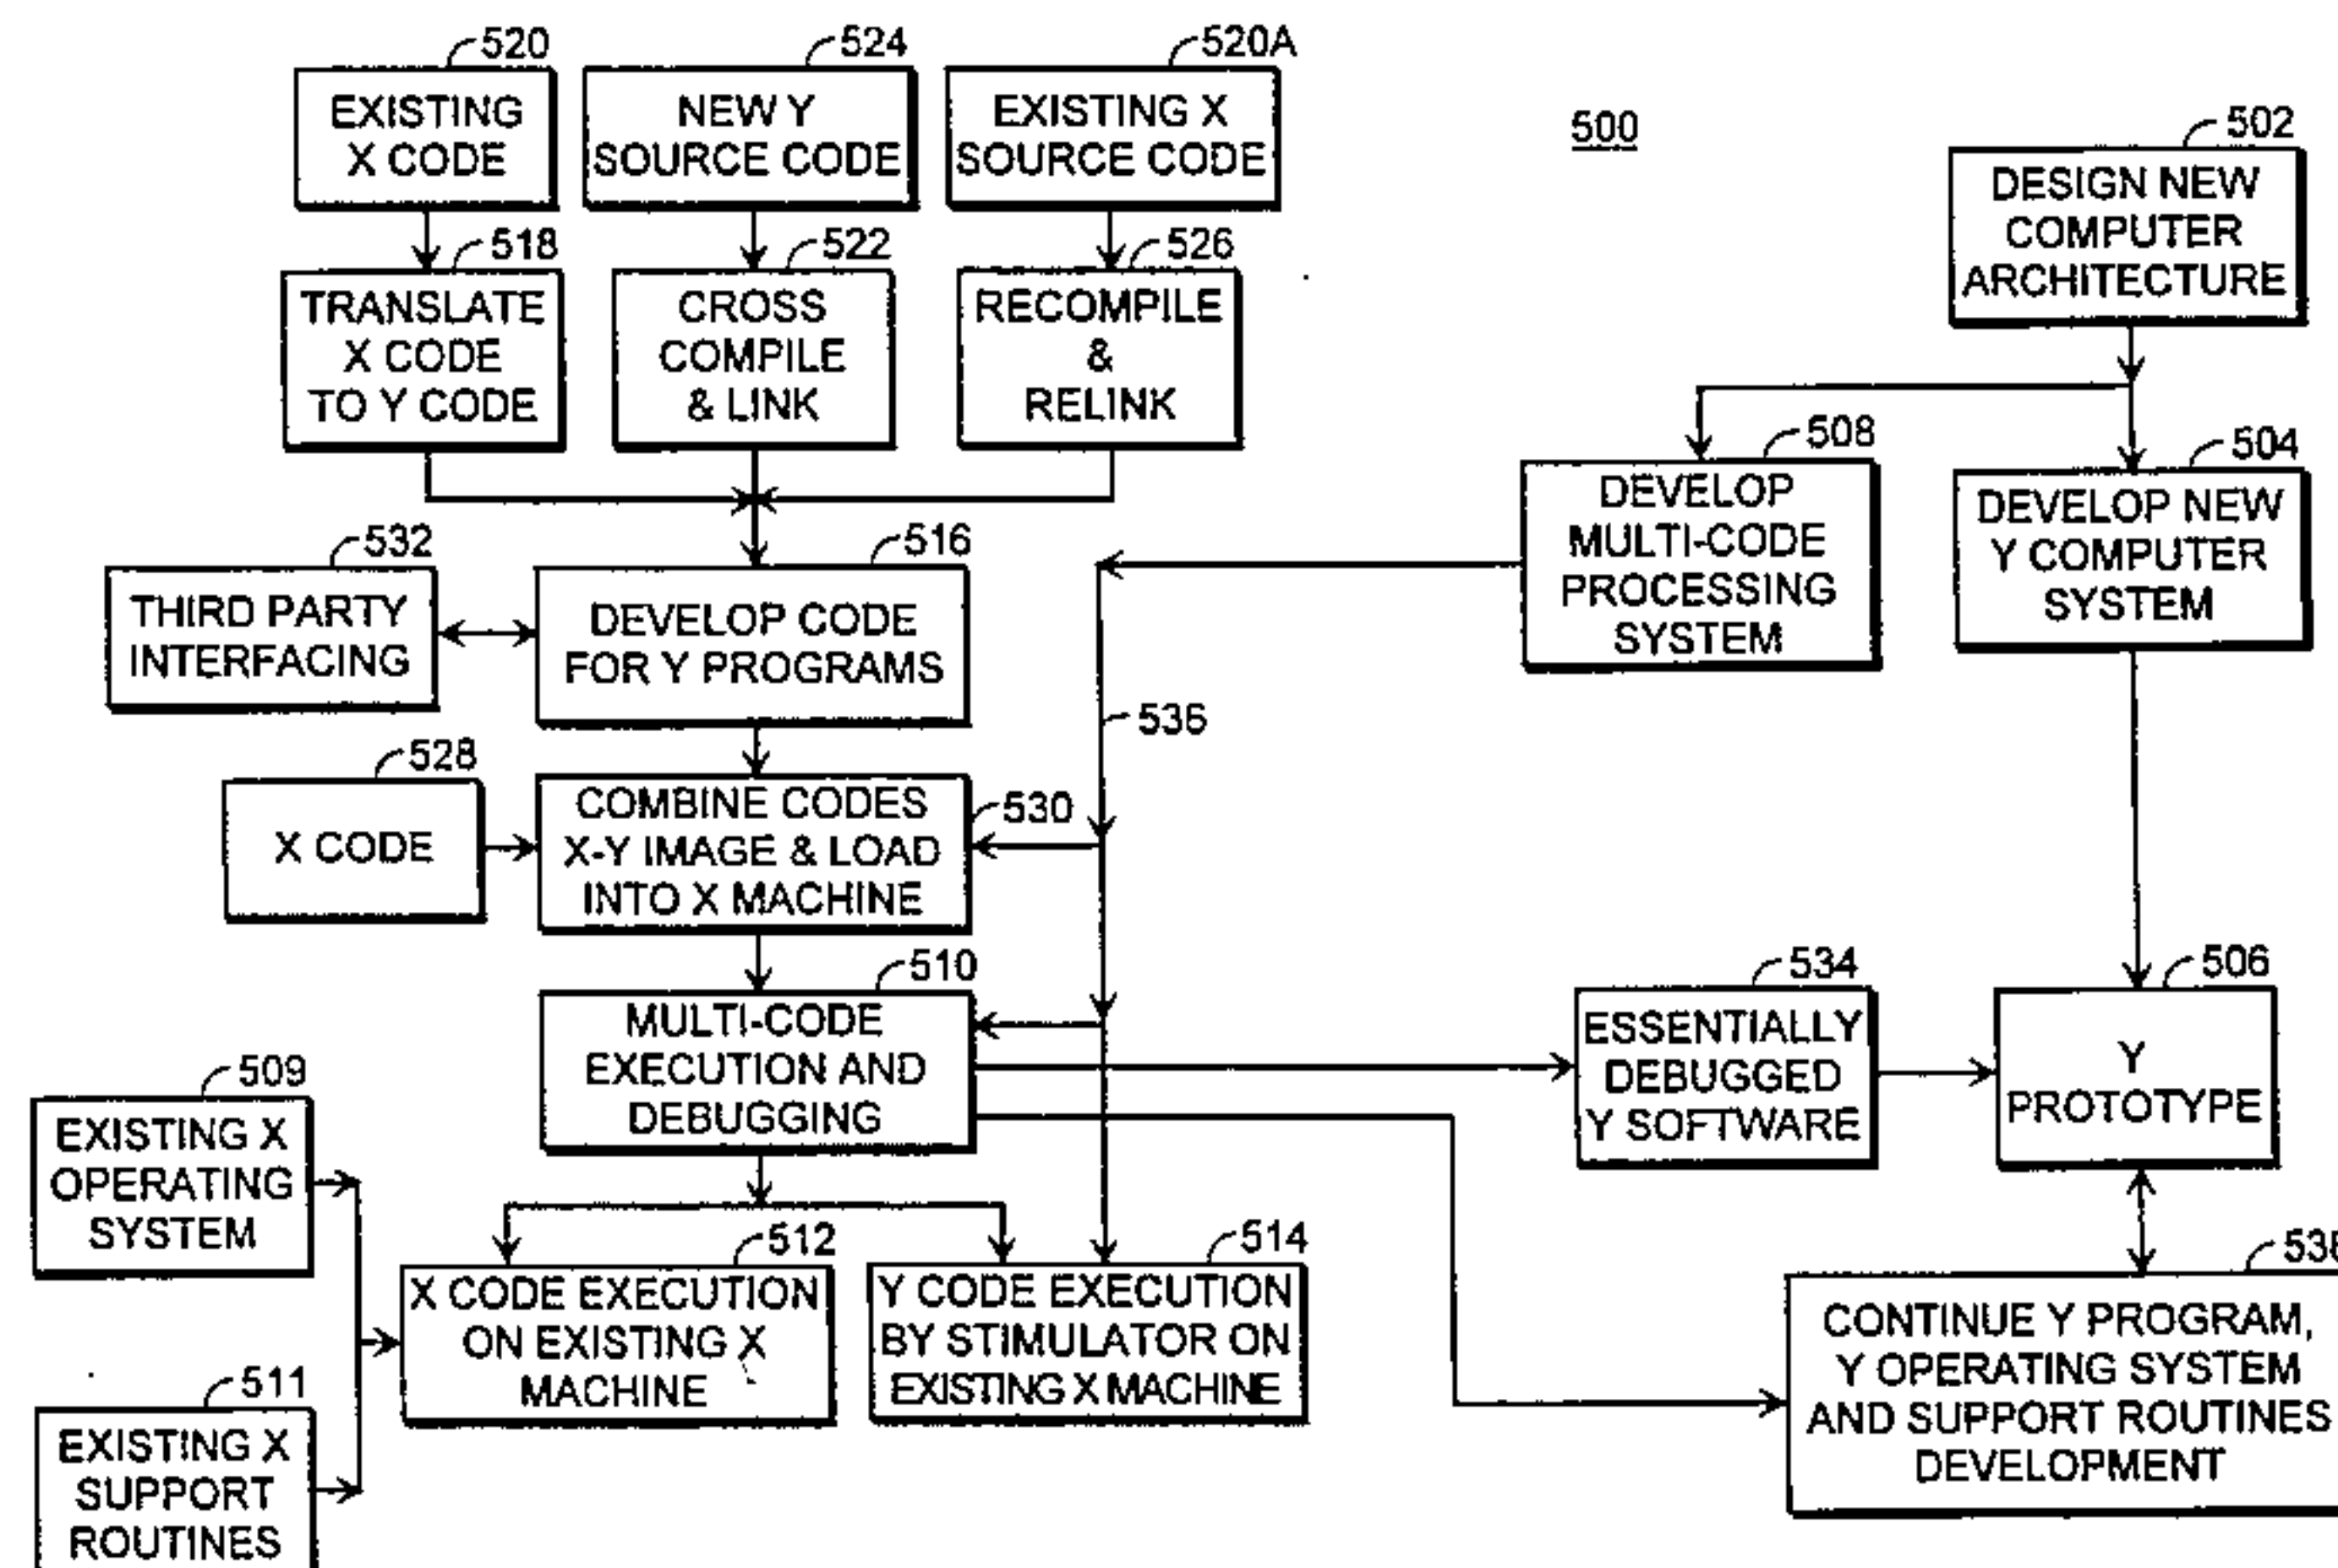 520
EXISTING
X CODE
524
NEW Y
SOURCE CODE
520A
EXISTING X
SOURCE CODE
500
502
DESIGN NEW
COMPUTER
ARCHITECTURE
518
TRANSLATE
X CODE
TO Y CODE
522
CROSS
COMPILE
& LINK
526
RECOMPILE
&
RELINK
508
DEVELOP
MULTI-CODE
PROCESSING
SYSTEM
504
DEVELOP NEW
Y COMPUTER
SYSTEM
532
THIRD PARTY
INTERFACING
516
DEVELOP CODE
FOR Y PROGRAMS
536
528
X CODE
530
COMBINE CODES
X-Y IMAGE & LOAD
INTO X MACHINE
510
MULTI-CODE
EXECUTION AND
DEBUGGING
534
ESSENTIALLY
DEBUGGED
Y SOFTWARE
506
Y
PROTOTYPE
509
EXISTING X
OPERATING
SYSTEM
512
X CODE EXECUTION
ON EXISTING X
MACHINE
514
Y CODE EXECUTION
BY STIMULATOR ON
EXISTING X MACHINE
CONTINUE Y PROGRAM,
Y OPERATING SYSTEM
AND SUPPORT ROUTINES
DEVELOPMENT
511
EXISTING X
SUPPORT
ROUTINES